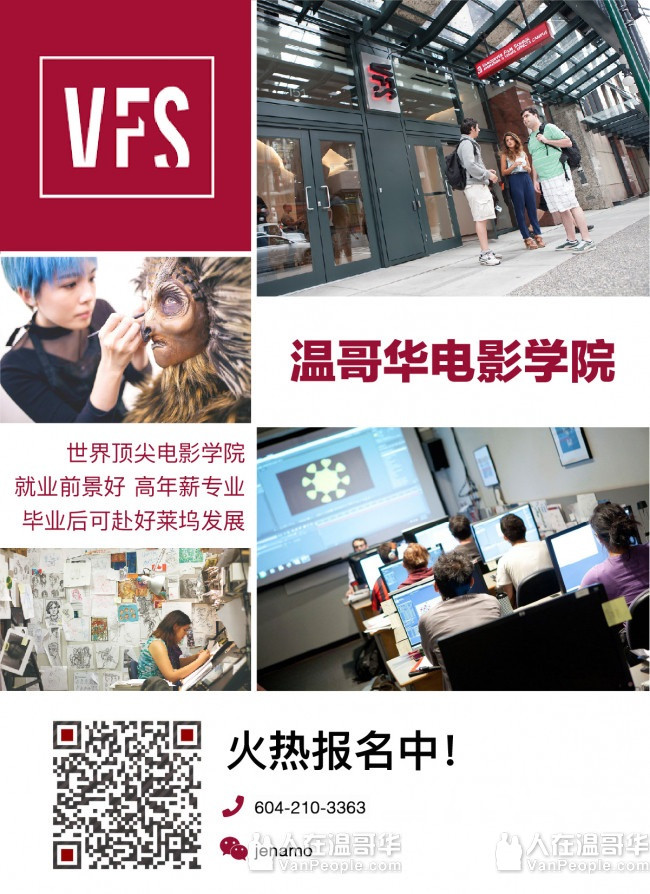 VFS
VFS
温哥华电影学院
世界顶尖电影学院
就业前景好 高年薪专业
毕业后可赴好莱坞发展
火热报名中！
604-210-3363
jenamo
人在温哥华
VanPeople.com
人在温哥华
VanPeople.com